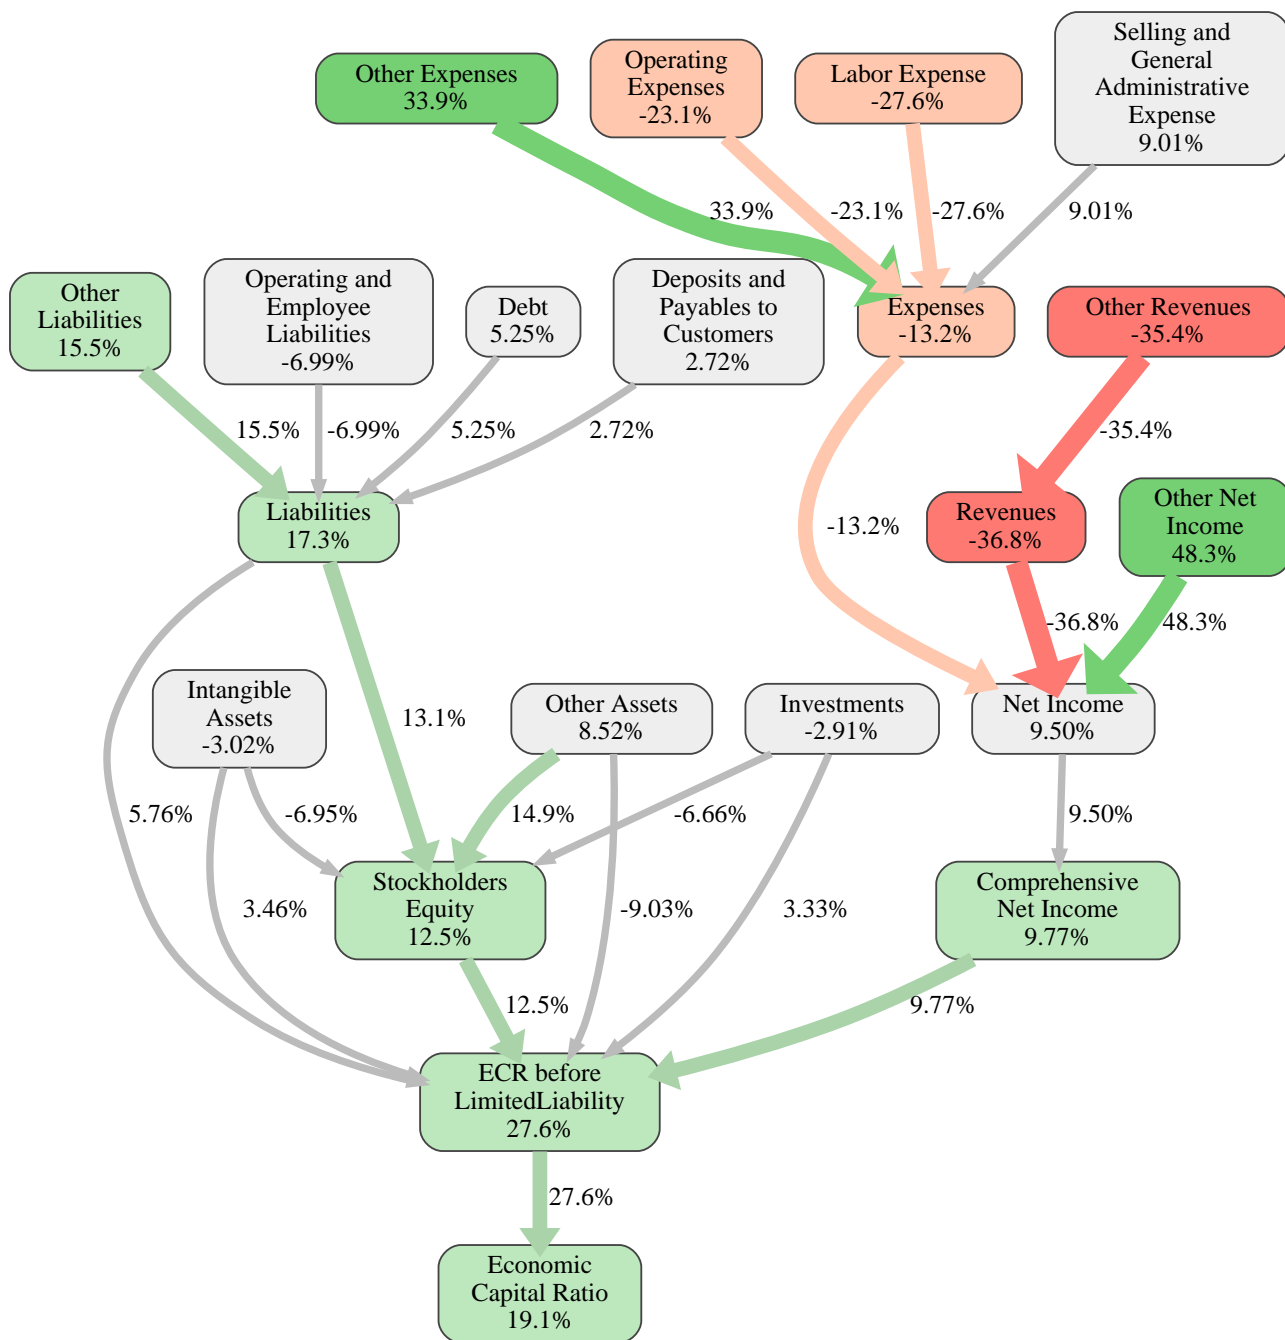 Other Expenses
33.9%
Operating
Expenses
-23.1%
Labor Expense
-27.6%
Selling and
General
Administrative
Expense
9.01%
33.9%
-23.1%
-27.6%
9.01%
Other
Liabilities
15.5%
Operating and
Employee
Liabilities
-6.99%
Debt
5.25%
Deposits and
Payables to
Customers
2.72%
Expenses
-13.2%
Other Revenues
-35.4%
15.5%
-6.99%
5.25%
2.72%
-35.4%
Liabilities
17.3%
-13.2%
Revenues
-36.8%
Other Net
Income
48.3%
-36.8%
48.3%
Intangible
Assets
-3.02%
13.1%
Other Assets
8.52%
Investments
-2.91%
Net Income
9.50%
5.76%
-6.95%
14.9%
-6.66%
9.50%
Stockholders
Equity
12.5%
Comprehensive
Net Income
9.77%
3.46%
-9.03%
3.33%
12.5%
9.77%
ECR before
LimitedLiability
27.6%
27.6%
Economic
Capital Ratio
19.1%